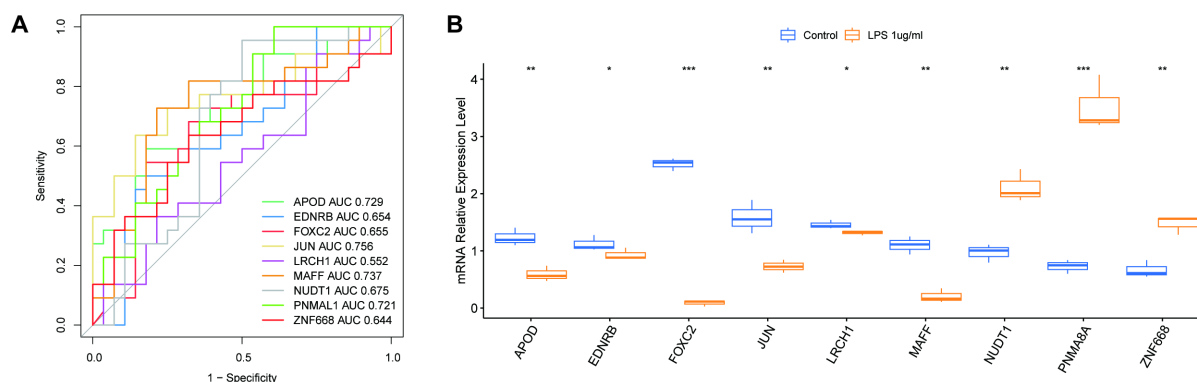 A
Sensitivity
1.0
0.8
0.6
0.4
0.2
0.0
APOD AUC 0.729
EDNRB AUC 0.654
FOXC2 AUC 0.655
JUN AUC 0.756
LRCH1 AUC 0.552
MAFF AUC 0.737
NUDT1 AUC 0.675
PNMAL1 AUC 0.721
ZNF668 AUC 0.644
0.0 0.5 1.0
1 - Specificity
B
Control LPS 1ug/ml
** * *** ** * ** ** *** **
mRNA Relative Expression Level
4
3
2
1
0
APOD EDNRB FOXC2 JUN LRCH1 MAFF NUDT1 PNMA8A ZNF668